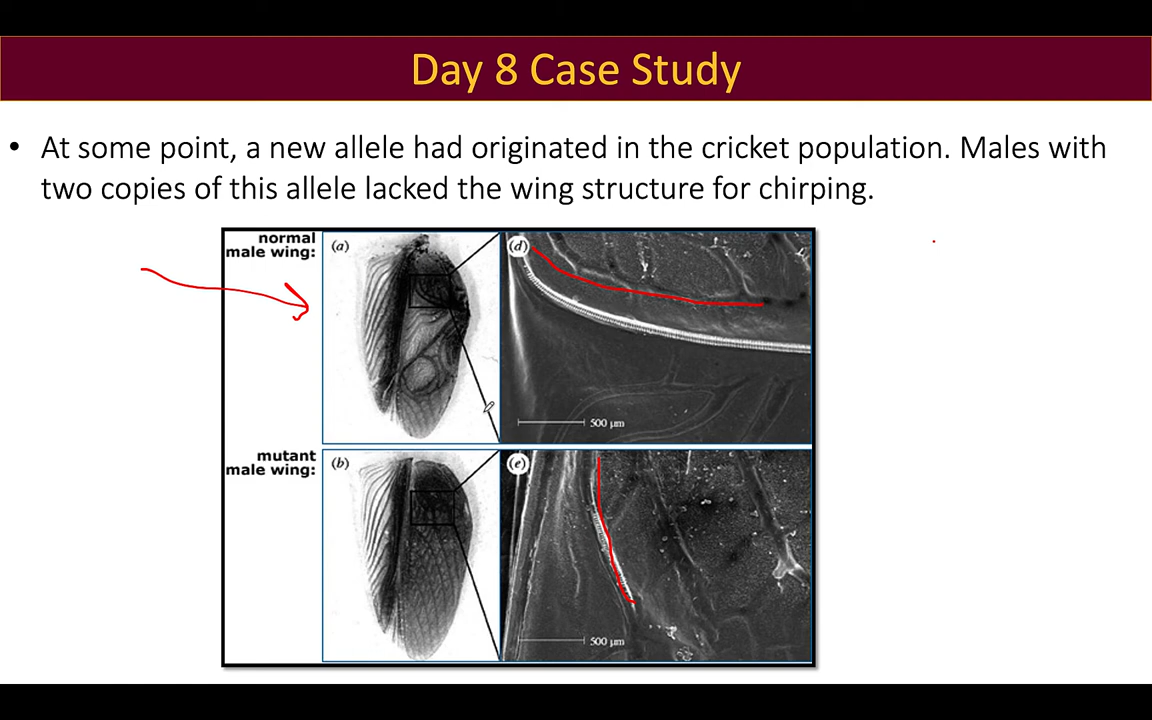 Day 8 Case Study
• At some point, a new allele had originated in the cricket population. Males with
two copies of this allele lacked the wing structure for chirping.
normal
male wing:
(a)
(d)
500 µm
mutant
male wing:
(b)
(e)
500 µm